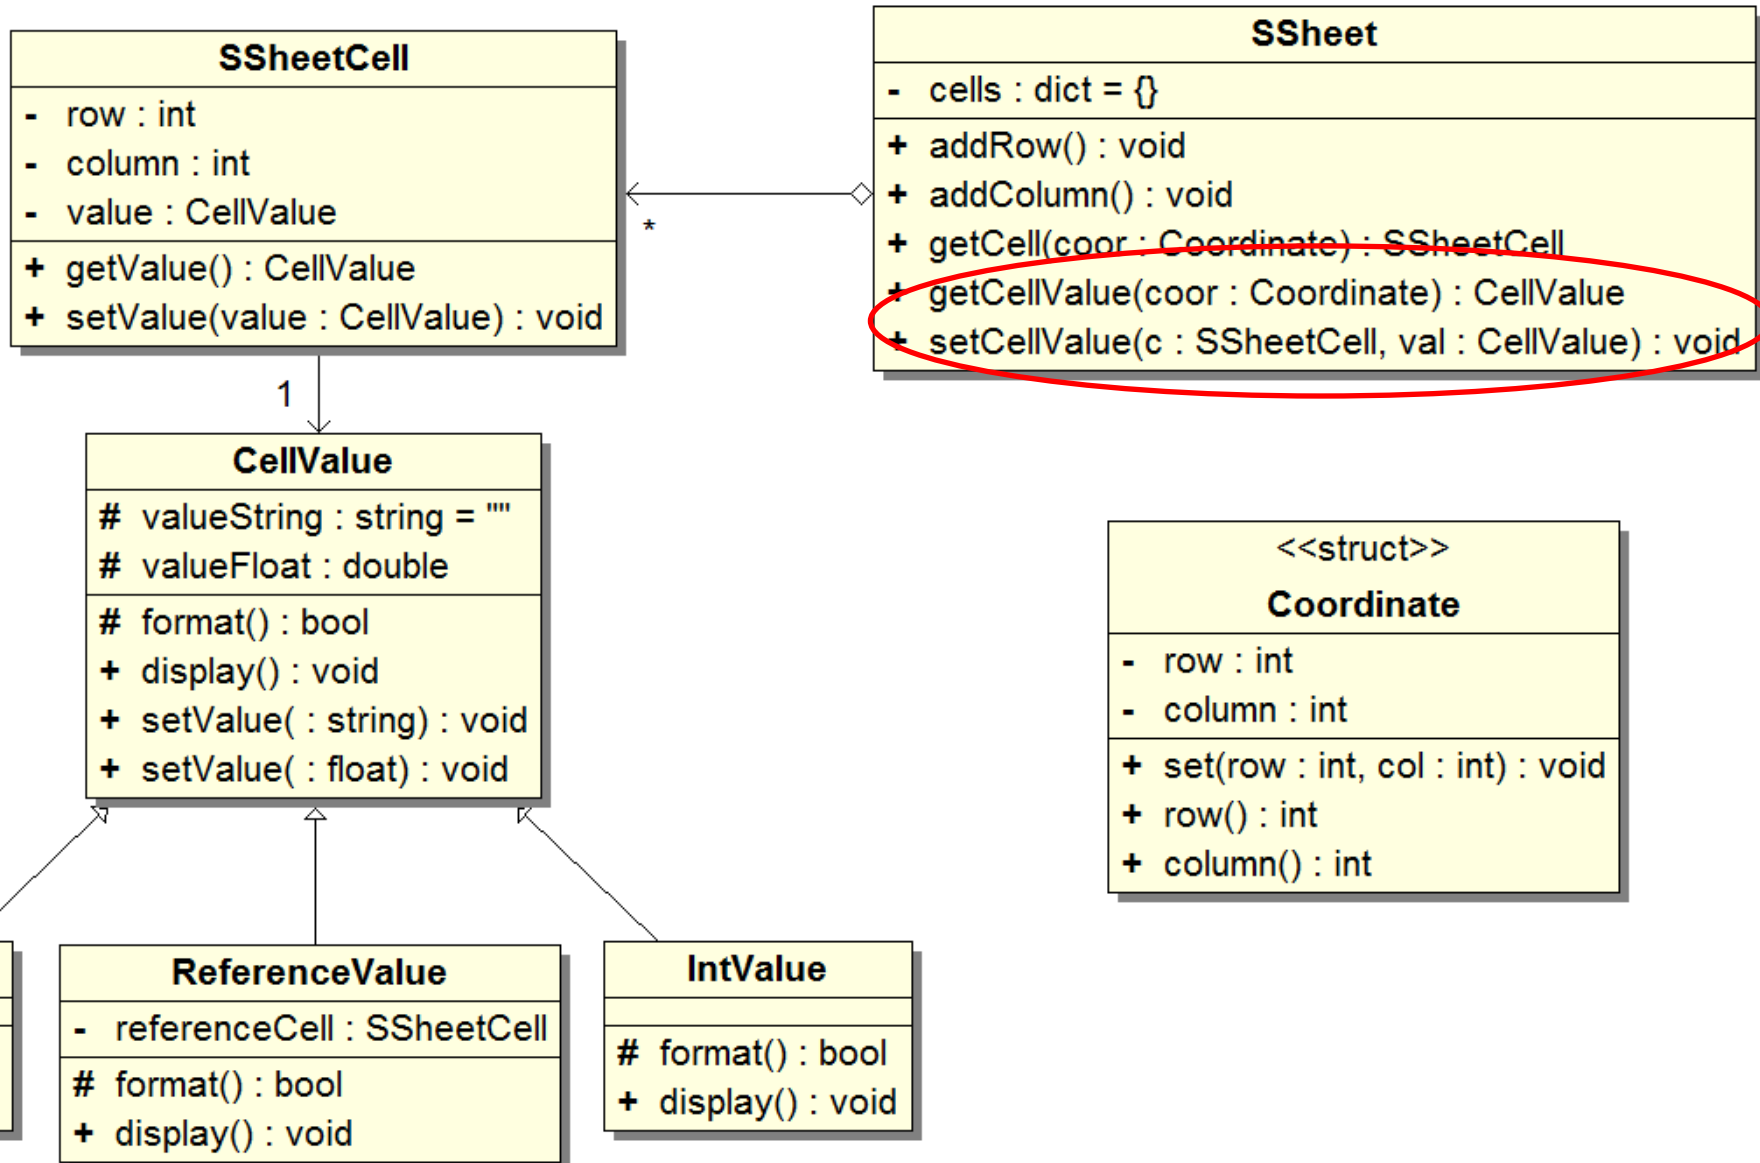 SSheetCell
- row : int
- column : int
- value : CellValue
+ getValue() : CellValue
+ setValue(value : CellValue) : void
SSheet
- cells : dict = {}
+ addRow() : void
+ addColumn() : void
+ getCell(coor : Coordinate) : SSheetCell
+ getCellValue(coor : Coordinate) : CellValue
+ setCellValue(c : SSheetCell, val : CellValue) : void
*
1
CellValue
# valueString : string = ""
# valueFloat : double
# format() : bool
+ display() : void
+ setValue( : string) : void
+ setValue( : float) : void
<<struct>>
Coordinate
- row : int
- column : int
+ set(row : int, col : int) : void
+ row() : int
+ column() : int
ReferenceValue
- referenceCell : SSheetCell
# format() : bool
+ display() : void
IntValue
# format() : bool
+ display() : void